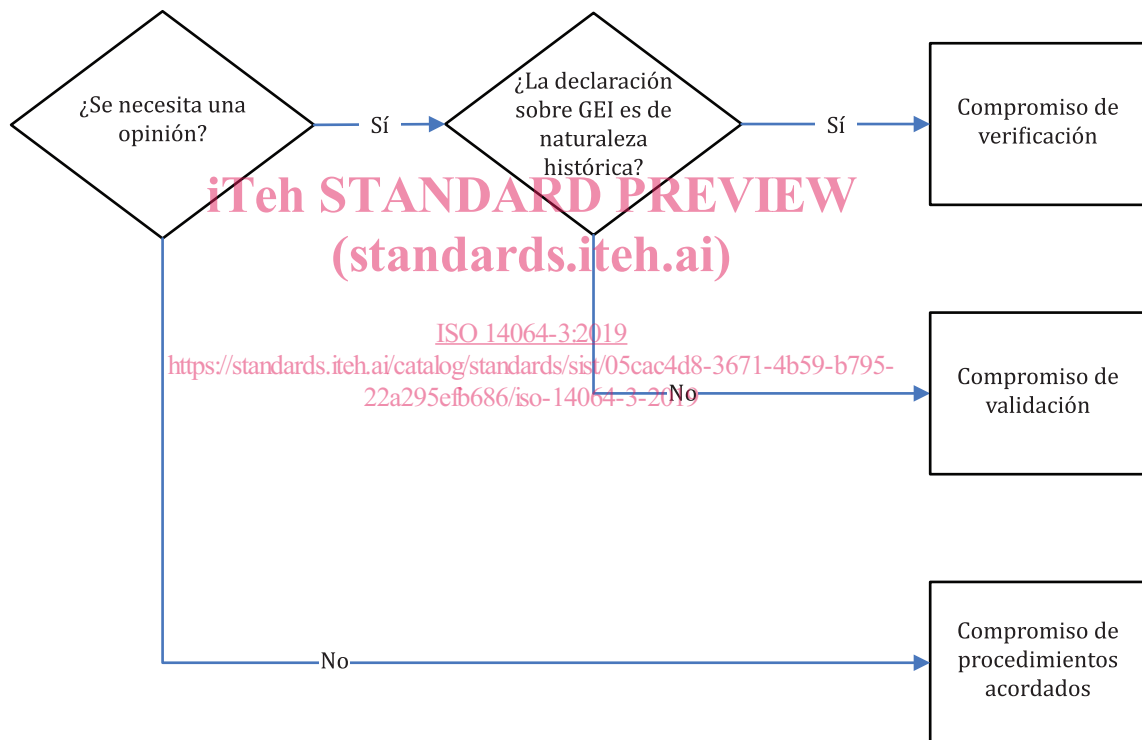 ¿Se necesita una
opinión?
Sí
¿La declaración
sobre GEI es de
naturaleza
histórica?
Sí
Compromiso de
verificación
iTeh STANDARD PREVIEW
(standards.iteh.ai)
ISO 14064-3:2019
https://standards.iteh.ai/catalog/standards/sist/05cac4d8-3671-4b59-b795-
22a295efb686/iso-14064-3-2019
No
Compromiso de
validación
No
Compromiso de
procedimientos
acordados